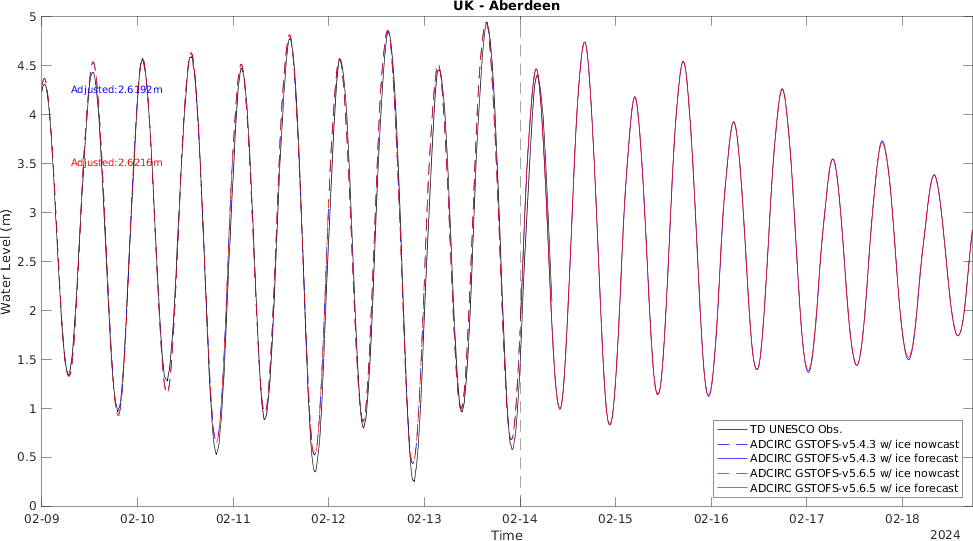 UK - Aberdeen
5
4.5
4
3.5
3
2.5
2
1.5
1
0.5
0
Water Level (m)
Adjusted:2.6192m
Adjusted:2.6216m
TD UNESCO Obs.
ADCIRC GSTOFS-v5.4.3 w/ ice nowcast
ADCIRC GSTOFS-v5.4.3 w/ ice forecast
ADCIRC GSTOFS-v5.6.5 w/ ice nowcast
ADCIRC GSTOFS-v5.6.5 w/ ice forecast
02-09 02-10 02-11 02-12 02-13 02-14 02-15 02-16 02-17 02-18
Time
2024